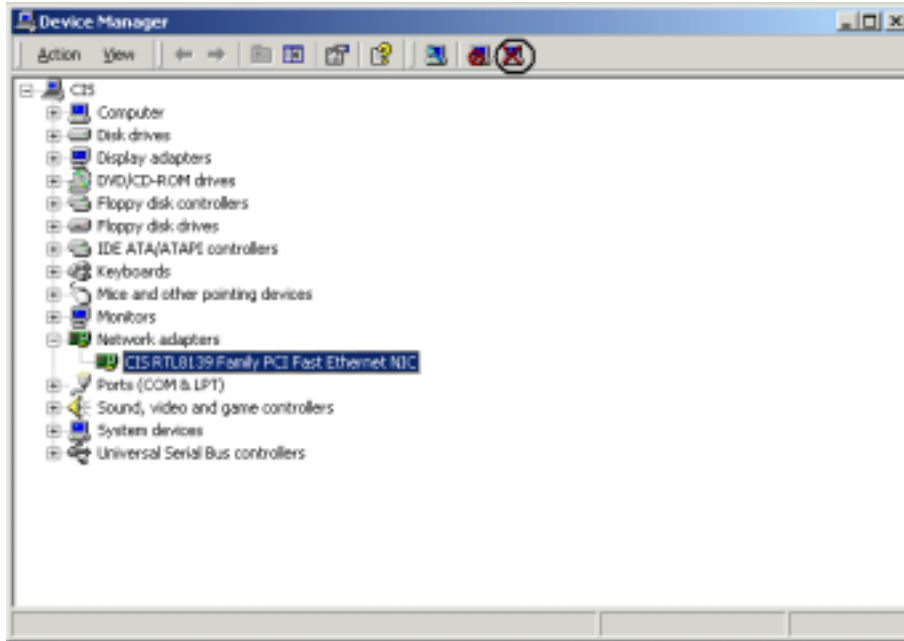 Device Manager
Action View
CIS
Computer
Disk drives
Display adapters
DVD/CD-ROM drives
Floppy disk controllers
Floppy disk drives
IDE ATA/ATAPI controllers
Keyboards
Mice and other pointing devices
Monitors
Network adapters
CIS RTL8139 Family PCI Fast Ethernet NIC
Ports (COM & LPT)
Sound, video and game controllers
System devices
Universal Serial Bus controllers